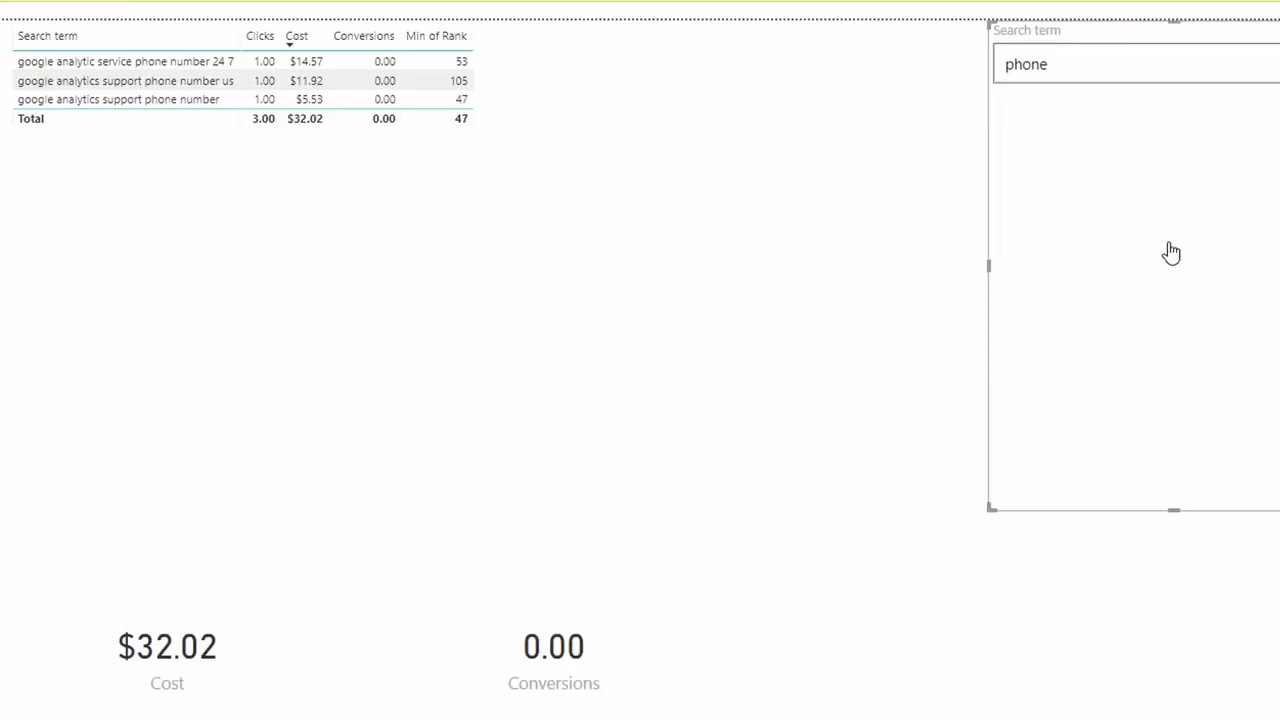 Search term Clicks Cost Conversions Min of Rank
google analytic service phone number 24 7 1.00 $14.57 0.00 53
google analytics support phone number us 1.00 $11.92 0.00 105
google analytics support phone number 1.00 $5.53 0.00 47
Total 3.00 $32.02 0.00 47
Search term
phone
$32.02
Cost
0.00
Conversions